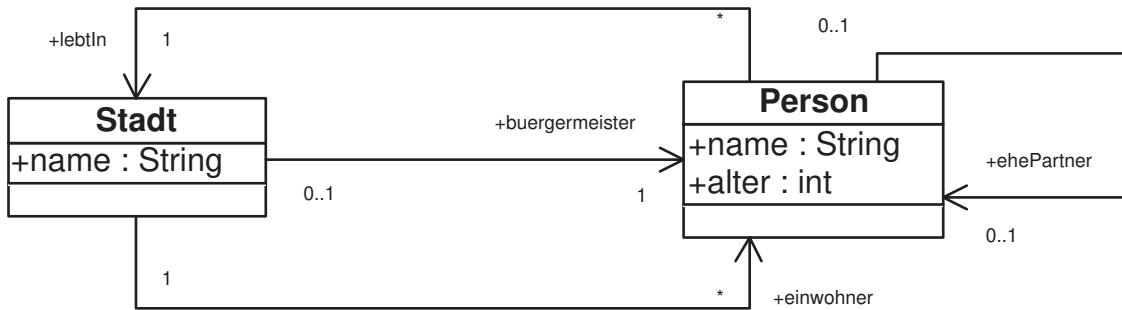 *
0..1
+lebtIn
1
Stadt
+name : String
+buergermeister
0..1
1
Person
+name : String
+alter : int
+ehePartner
0..1
1
*
+einwohner